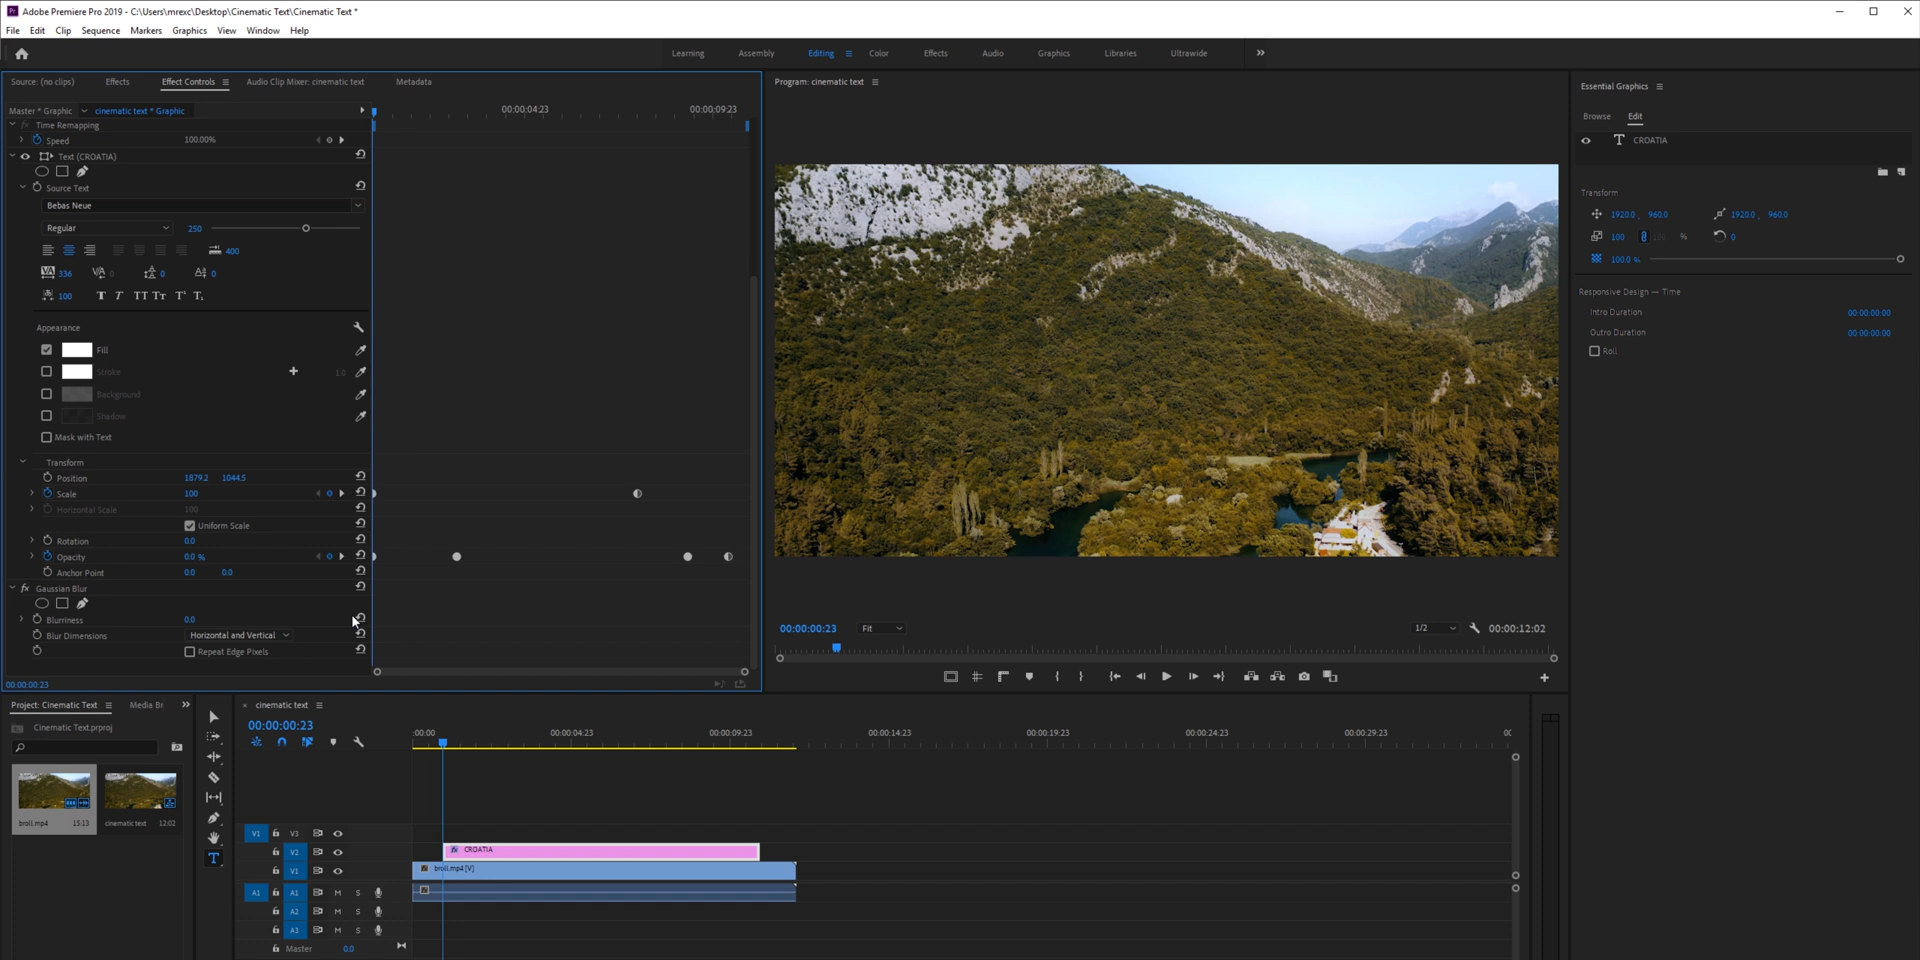 Adobe Premiere Pro 2019 - C:\Users\mrexc\Desktop\Cinematic Text\Cinematic Text *
File Edit Clip Sequence Markers Graphics View Window Help
Learning Assembly Editing Color Effects Audio Graphics Libraries Ultrawide
Source: (no clips) Effects Effect Controls Audio Clip Mixer: cinematic text Metadata
Master * Graphic cinematic text * Graphic 00:00:04:23 00:00:09:23
Time Remapping
Speed 100.00%
Text (CROATIA)
Source Text
Bebas Neue
Regular 250
400
336 0 0 0
100 T T TT Tt T¹ T₁
Appearance
Fill
Stroke 1.0
Background
Shadow
Mask with Text
Transform
Position 1879.2 1044.5
Scale 100
Horizontal Scale 100
Uniform Scale
Rotation 0.0
Opacity 0.0 %
Anchor Point 0.0 0.0
fx Gaussian Blur
Blurriness 0.0
Blur Dimensions Horizontal and Vertical
Repeat Edge Pixels
00:00:00:23
Program: cinematic text
00:00:00:23 Fit 1/2 00:00:12:02
Essential Graphics
Browse Edit
T CROATIA
Transform
1920.0 , 960.0 1920.0 , 960.0
100 100 % 0
100.0 %
Responsive Design — Time
Intro Duration 00:00:00:00
Outro Duration 00:00:00:00
Roll
Project: Cinematic Text Media Br
Cinematic Text.prproj
broll.mp4 15:13 cinematic text 12:02
cinematic text
00:00:00:23
:00:00 00:00:04:23 00:00:09:23 00:00:14:23 00:00:19:23 00:00:24:23 00:00:29:23 00
V1 V3
V2 CROATIA
V1 broll.mp4 [V]
A1 A1 M S
A2 M S
A3 M S
Master 0.0